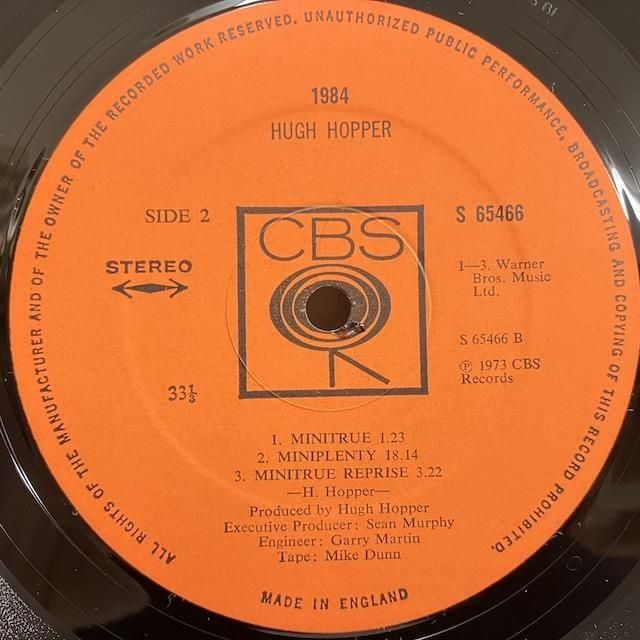 ALL RIGHTS OF THE MANUFACTURER AND OF THE OWNER OF THE RECORDED WORK RESERVED. UNAUTHORIZED PUBLIC PERFORMANCE, BROADCASTING AND COPYING OF THIS RECORD PROHIBITED.
1984
HUGH HOPPER
SIDE 2
STEREO
33⅓
CBS
S 65466
1—3. Warner
Bros. Music
Ltd.
S 65466 B
℗ 1973 CBS
Records
1. MINITRUE 1.23
2. MINIPLENTY 18.14
3. MINITRUE REPRISE 3.22
—H. Hopper—
Produced by Hugh Hopper
Executive Producer: Sean Murphy
Engineer: Garry Martin
Tape: Mike Dunn
MADE IN ENGLAND